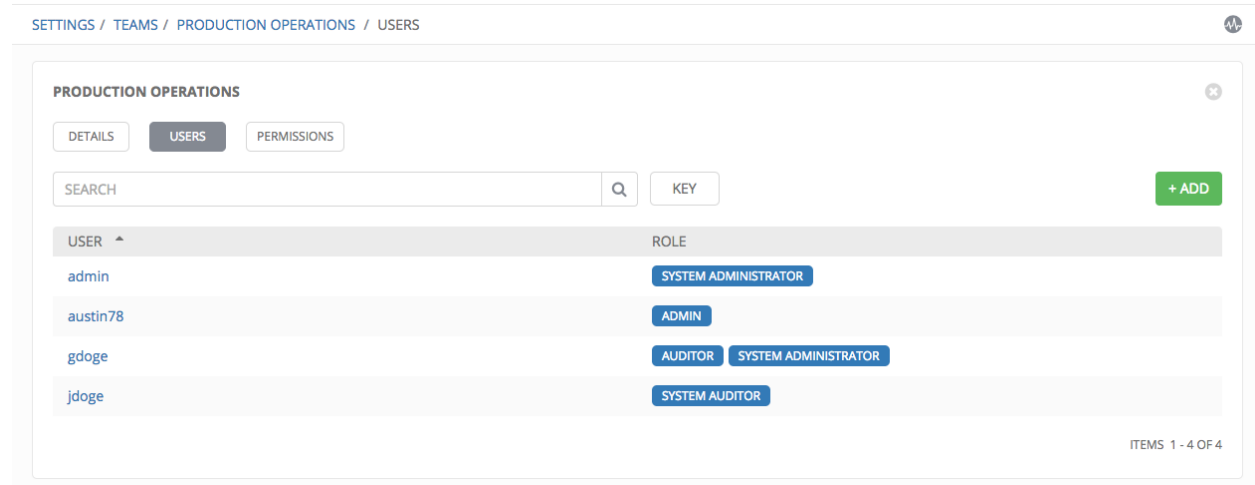 SETTINGS / TEAMS / PRODUCTION OPERATIONS / USERS
PRODUCTION OPERATIONS
DETAILS USERS PERMISSIONS
SEARCH KEY + ADD
USER ROLE
admin SYSTEM ADMINISTRATOR
austin78 ADMIN
gdoge AUDITOR SYSTEM ADMINISTRATOR
jdoge SYSTEM AUDITOR
ITEMS 1 - 4 OF 4